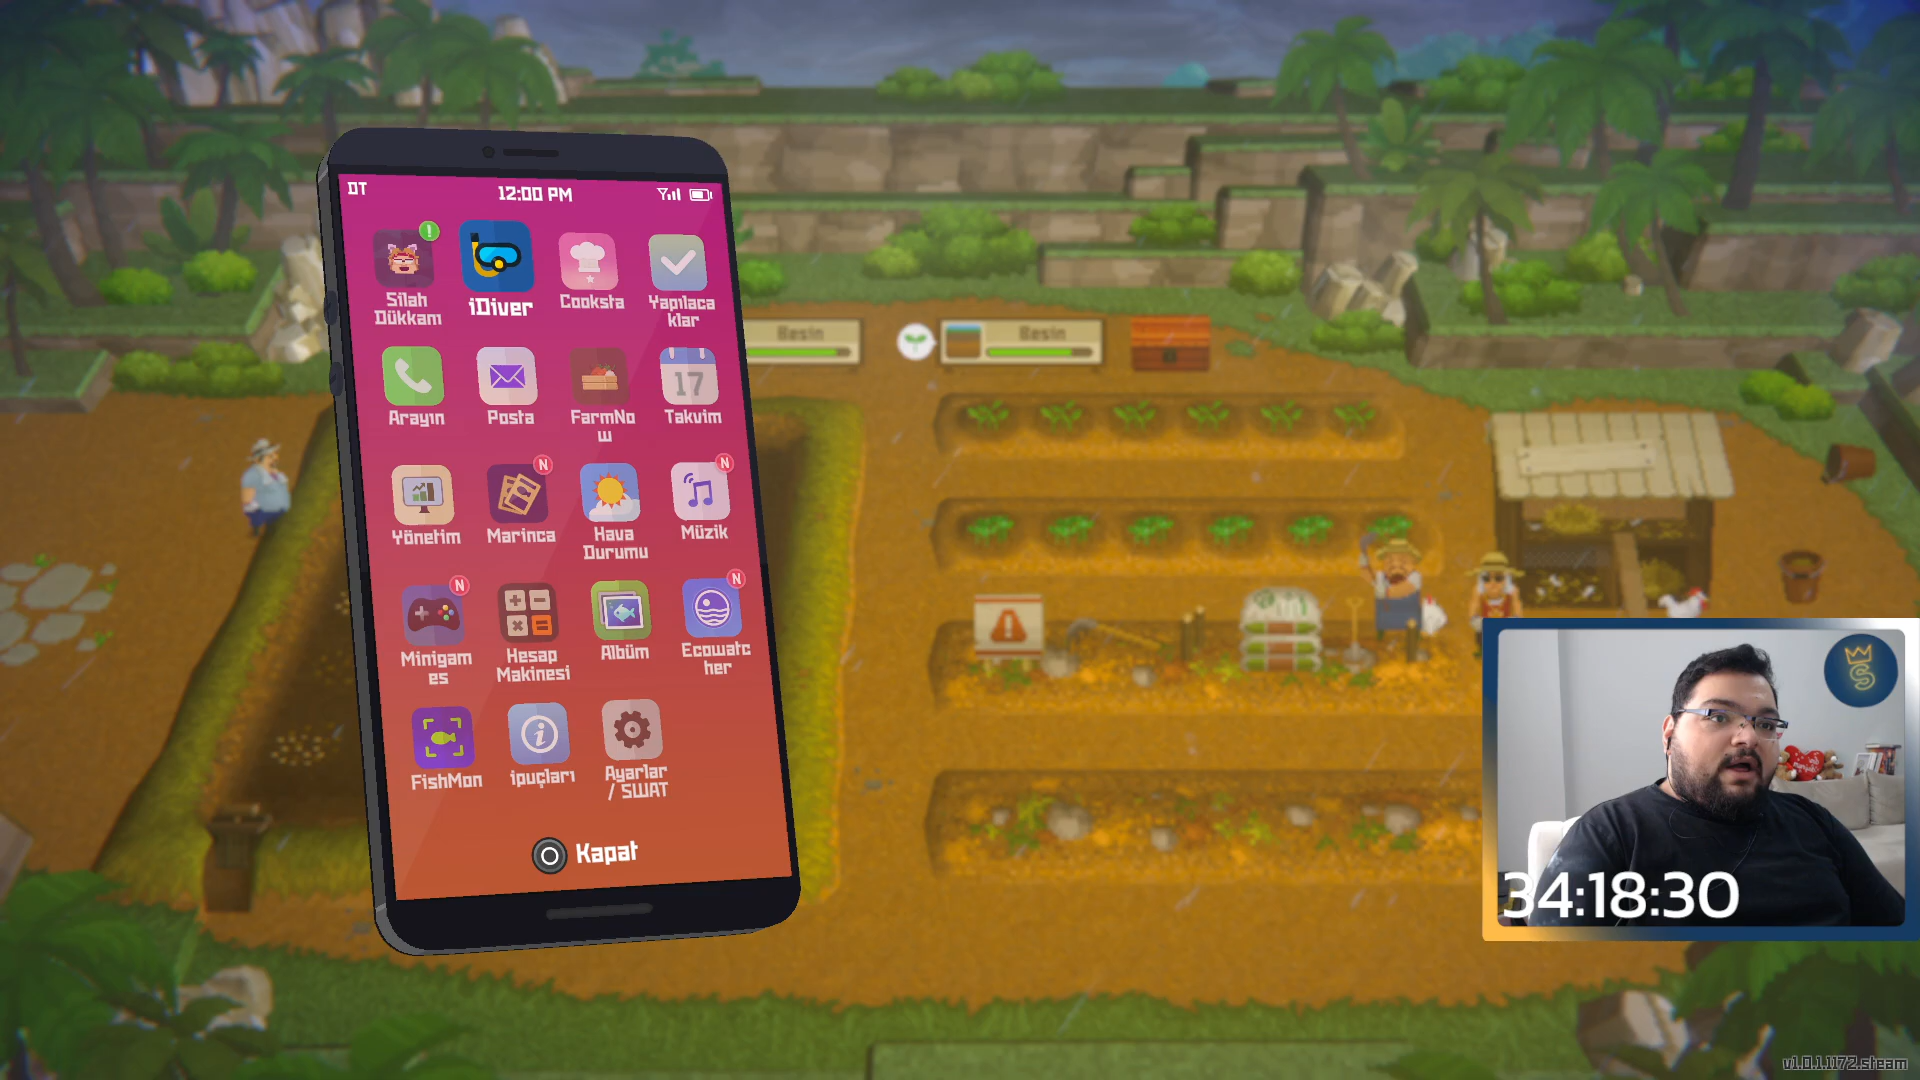 DT
12:00 PM
!
Silah
Dükkanı
iDiver
Cooksta
Yapılaca
klar
Arayın
Posta
FarmNo
w
17
Takvim
Yönetim
N
Marinca
Hava
Durumu
N
Müzik
N
Minigam
es
Hesap
Makinesi
Albüm
N
Ecowatc
her
FishMon
ipuçları
Ayarlar
/ SWAT
Kapat
Besin
Besin
S
34:18:30
v1.0.1.1172.steam